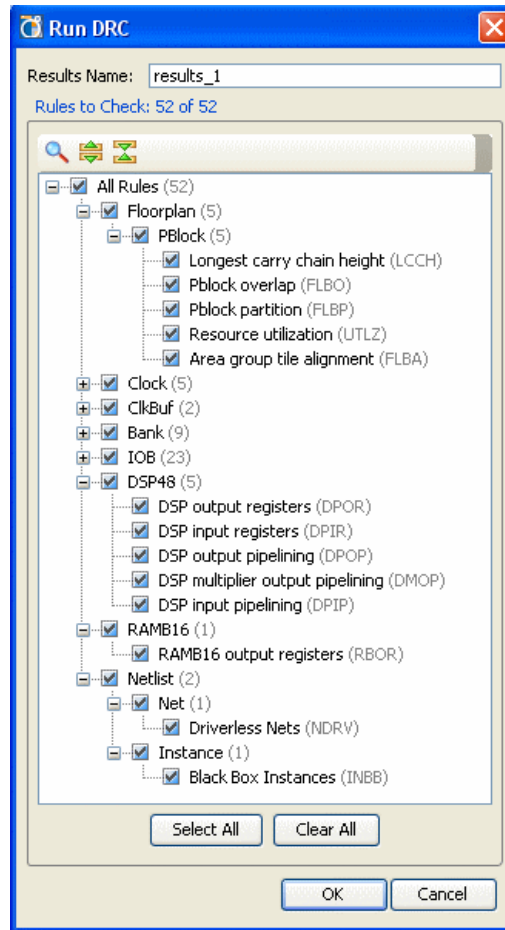 Run DRC
Results Name: results_1
Rules to Check: 52 of 52
All Rules (52)
Floorplan (5)
PBlock (5)
Longest carry chain height (LCCH)
Pblock overlap (FLBO)
Pblock partition (FLBP)
Resource utilization (UTLZ)
Area group tile alignment (FLBA)
Clock (5)
ClkBuf (2)
Bank (9)
IOB (23)
DSP48 (5)
DSP output registers (DPOR)
DSP input registers (DPIR)
DSP output pipelining (DPOP)
DSP multiplier output pipelining (DMOP)
DSP input pipelining (DPIP)
RAMB16 (1)
RAMB16 output registers (RBOR)
Netlist (2)
Net (1)
Driverless Nets (NDRV)
Instance (1)
Black Box Instances (INBB)
Select All Clear All
OK Cancel